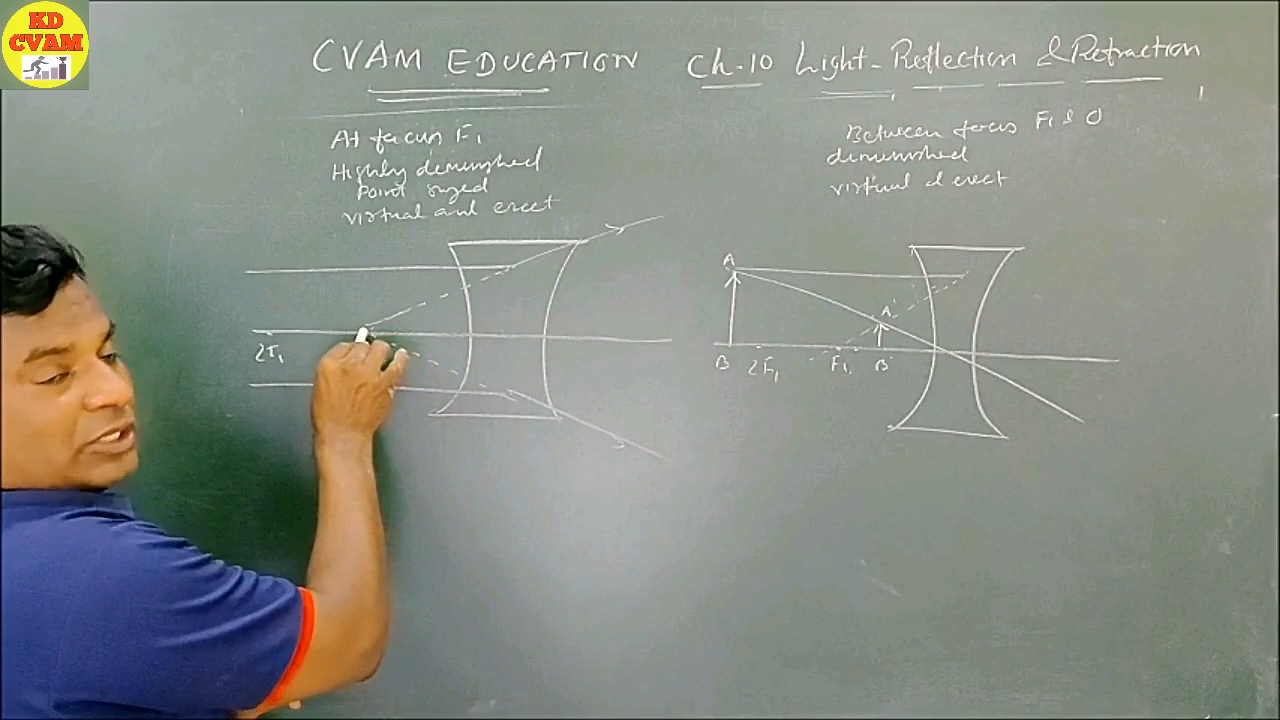 KD
CVAM
CVAM EDUCATION Ch.10 Light-Reflection & Refraction
At focus F1
Highly deminished
Point sized
virtual and erect
Between focus F1 & O
diminished
virtual & erect
2F1
A
A'
B 2F1 F1 B'